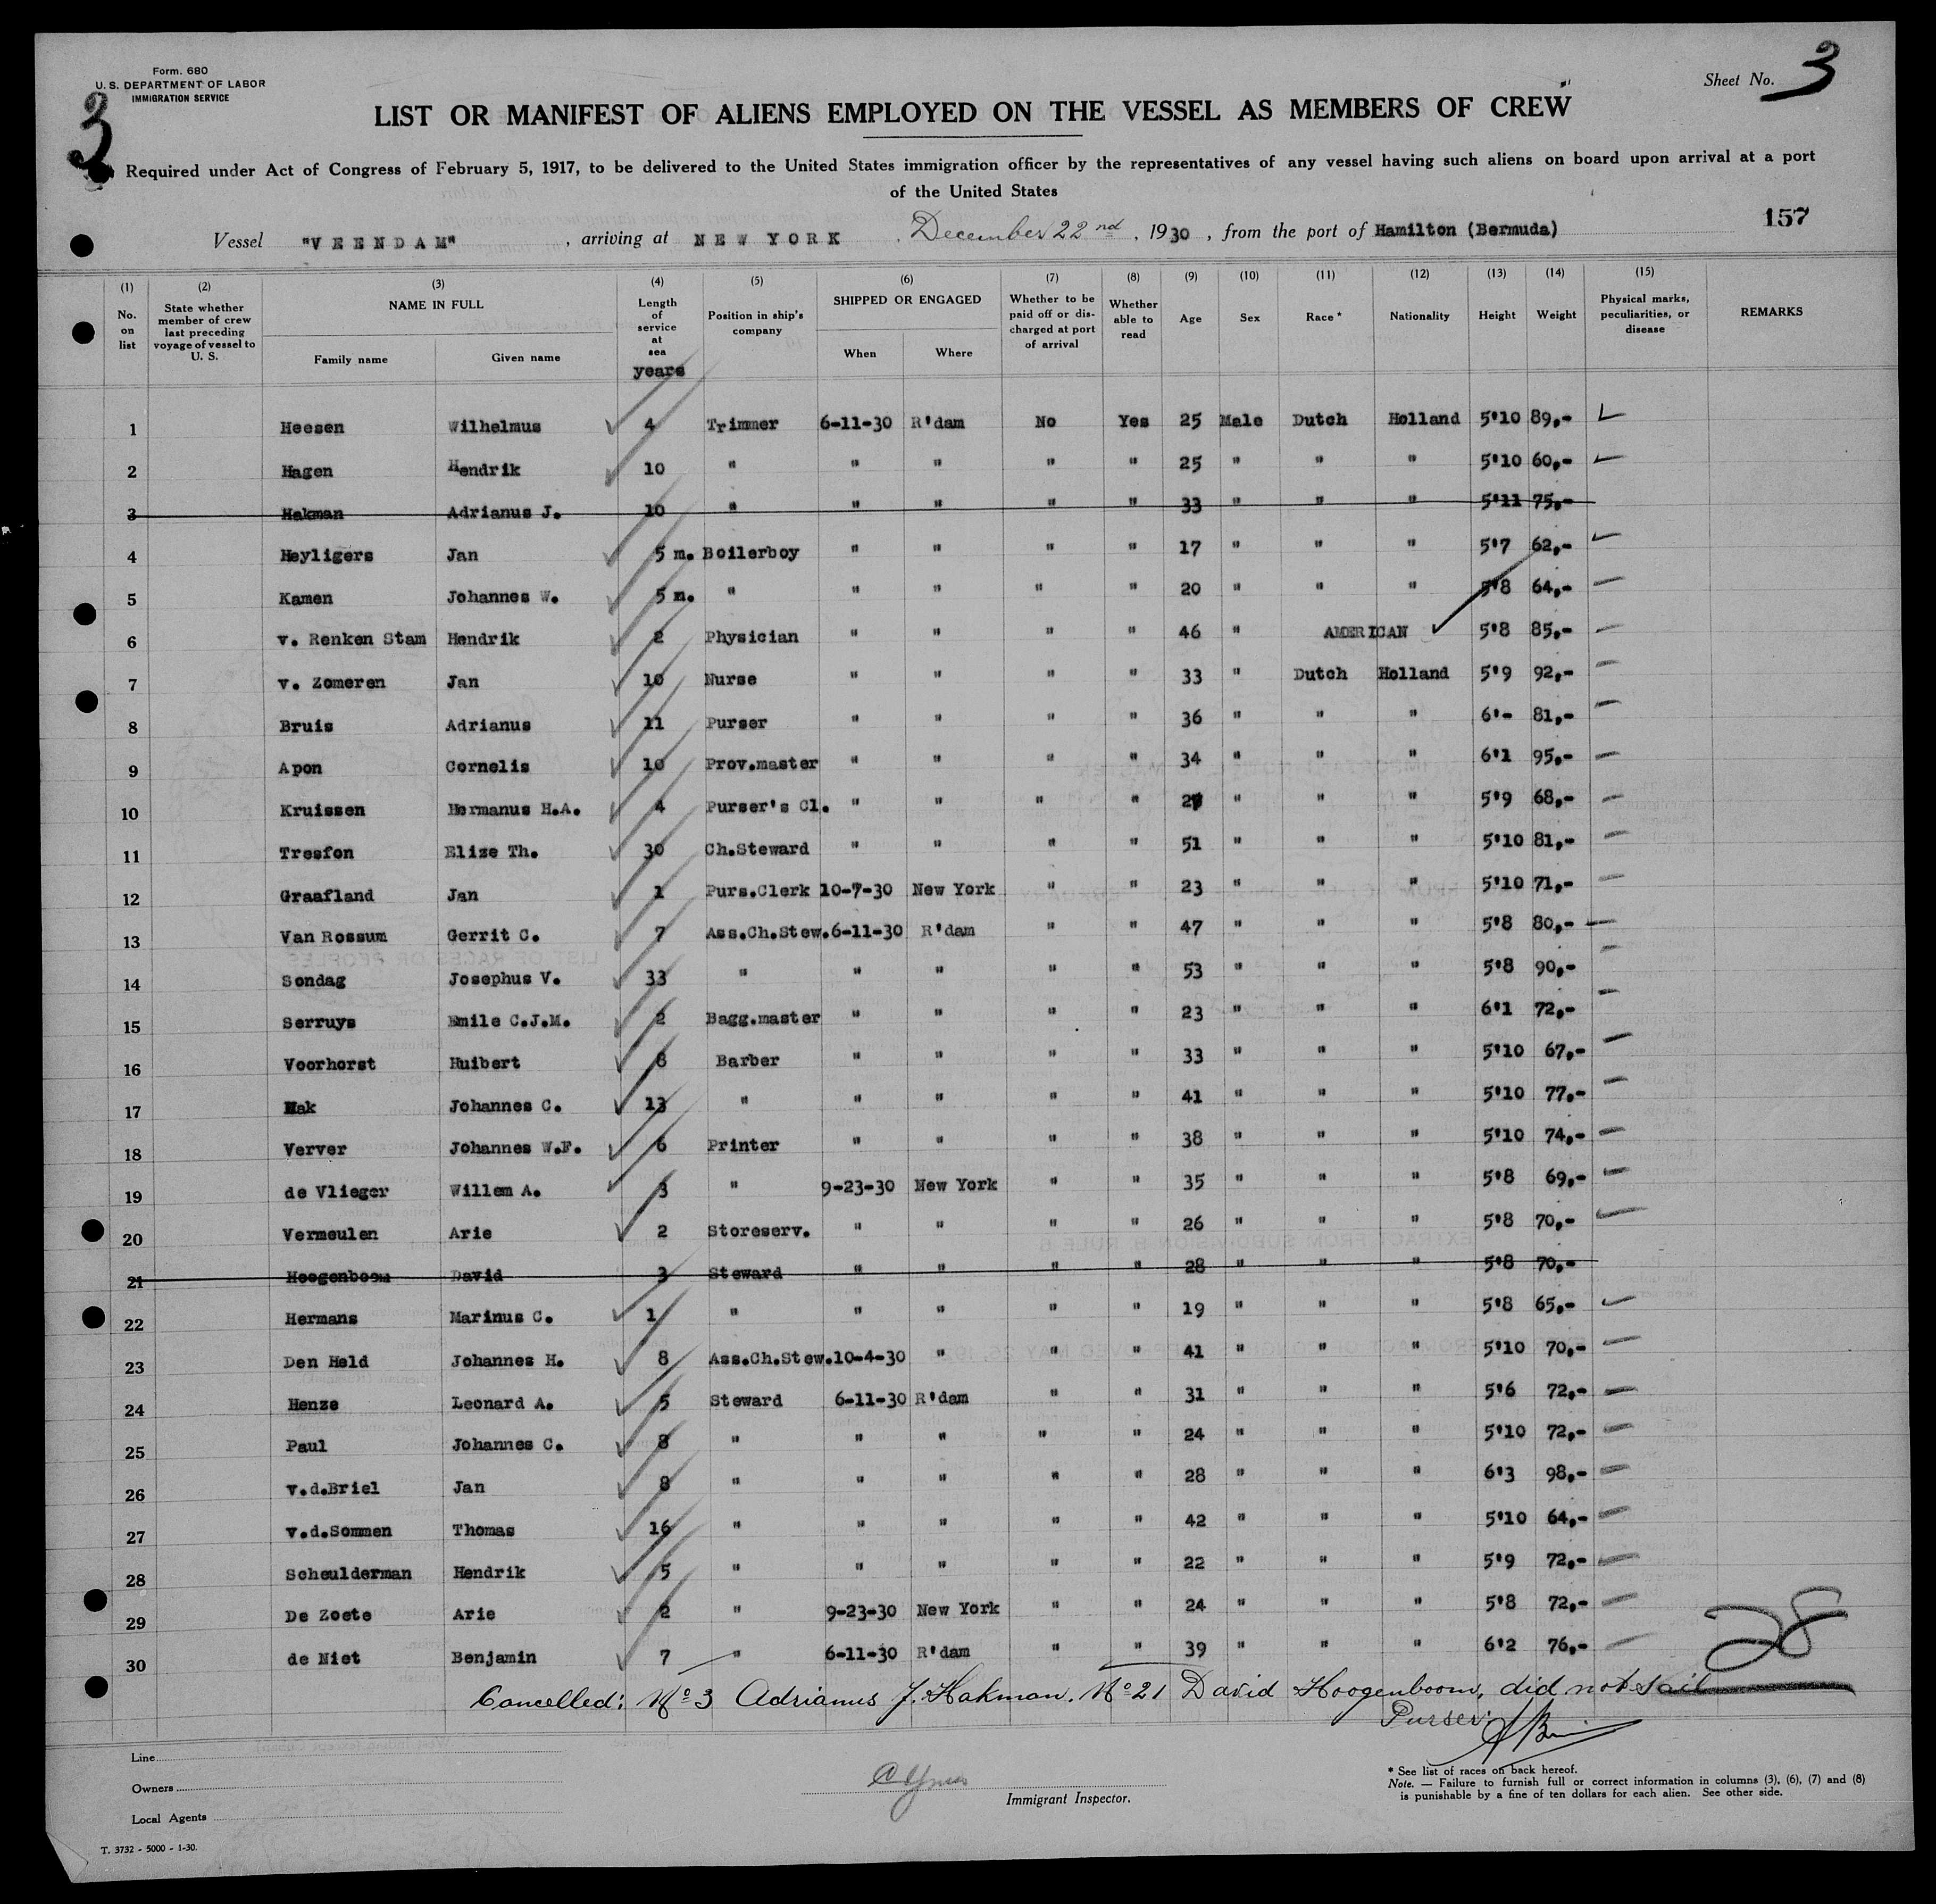 Form. 680
U. S. DEPARTMENT OF LABOR
IMMIGRATION SERVICE
3
Sheet No. 3
LIST OR MANIFEST OF ALIENS EMPLOYED ON THE VESSEL AS MEMBERS OF CREW
Required under Act of Congress of February 5, 1917, to be delivered to the United States immigration officer by the representatives of any vessel having such aliens on board upon arrival at a port
of the United States
157
Vessel "VEENDAM" , arriving at NEW YORK , December 22nd , 1930 , from the port of Hamilton (Bermuda)
(1) (2) (3) (4) (5) (6) (7) (8) (9) (10) (11) (12) (13) (14) (15)
No. on list State whether member of crew last preceding voyage of vessel to U. S. NAME IN FULL Family name Given name Length of service at sea years Position in ship's company SHIPPED OR ENGAGED When Where Whether to be paid off or discharged at port of arrival Whether able to read Age Sex Race * Nationality Height Weight Physical marks, peculiarities, or disease REMARKS
1 Heesen Wilhelmus 4 Trimmer 6-11-30 R'dam No Yes 25 Male Dutch Holland 5'10 89,-
2 Hagen Hendrik 10 " " " " " 25 " " " 5'10 60,-
3 Hakman Adrianus J. 10 " " " " " 33 " " " 5'11 75,-
4 Heyligers Jan 5 m. Boilerboy " " " " 17 " " " 5'7 62,-
5 Kamen Johannes W. 5 m. " " " " " 20 " " " 5'8 64,-
6 v. Renken Stam Hendrik 2 Physician " " " " 46 " AMERICAN 5'8 85,-
7 v. Zomeren Jan 10 Nurse " " " " 33 " Dutch Holland 5'9 92,-
8 Bruis Adrianus 11 Purser " " " " 36 " " " 6'- 81,-
9 Apon Cornelis 10 Prov.master " " " " 34 " " " 6'1 95,-
10 Kruissen Hermanus H.A. 4 Purser's Cl. " " " " " " " 5'9 68,-
11 Tresfon Elize Th. 30 Ch.Steward " " " " 51 " " " 5'10 81,-
12 Graafland Jan 1 Purs.Clerk 10-7-30 New York " " 23 " " " 5'10 71,-
13 Van Rossum Gerrit C. 7 Ass.Ch.Stew. 6-11-30 R'dam " " 47 " " " 5'8 80,-
14 Sondag Josephus V. 33 " " " " " 53 " " " 5'8 90,-
15 Serruys Emile C.J.M. 2 Bagg.master " " " " 23 " " " 6'1 72,-
16 Voorhorst Huibert 8 Barber " " " " 33 " " " 5'10 67,-
17 Mak Johannes C. 13 " " " " " 41 " " " 5'10 77,-
18 Verver Johannes W.F. 6 Printer " " " " 38 " " " 5'10 74,-
19 de Vlieger Willem A. 3 " 9-23-30 New York " " 35 " " " 5'8 69,-
20 Vermeulen Arie 2 Storeserv. " " " " 26 " " " 5'8 70,-
21 Hoogenboom David 3 Steward " " " " 28 " " " 5'8 70,-
22 Hermans Marinus C. 1 " " " " " 19 " " " 5'8 65,-
23 Den Held Johannes H. 8 Ass.Ch.Stew. 10-4-30 " " " 41 " " " 5'10 70,-
24 Henze Leonard A. 5 Steward 6-11-30 R'dam " " 31 " " " 5'6 72,-
25 Paul Johannes C. 8 " " " " " 24 " " " 5'10 72,-
26 v.d.Briel Jan 8 " " " " " 28 " " " 6'3 98,-
27 v.d.Sommen Thomas 16 " " " " " 42 " " " 5'10 64,-
28 Scheulderman Hendrik 5 " " " " " 22 " " " 5'9 72,-
29 De Zoete Arie 2 " 9-23-30 New York " " 24 " " " 5'8 72,-
30 de Niet Benjamin 7 " 6-11-30 R'dam " " 39 " " " 6'2 76,-
28
Cancelled: No 3 Adrianus J. Hakman. No 21 David Hoogenboom, did not sail
Purser:
Line
Owners
Local Agents
Immigrant Inspector.
* See list of races on back hereof.
Note. — Failure to furnish full or correct information in columns (3), (6), (7) and (8)
is punishable by a fine of ten dollars for each alien. See other side.
T. 3732 - 5000 - 1-30.